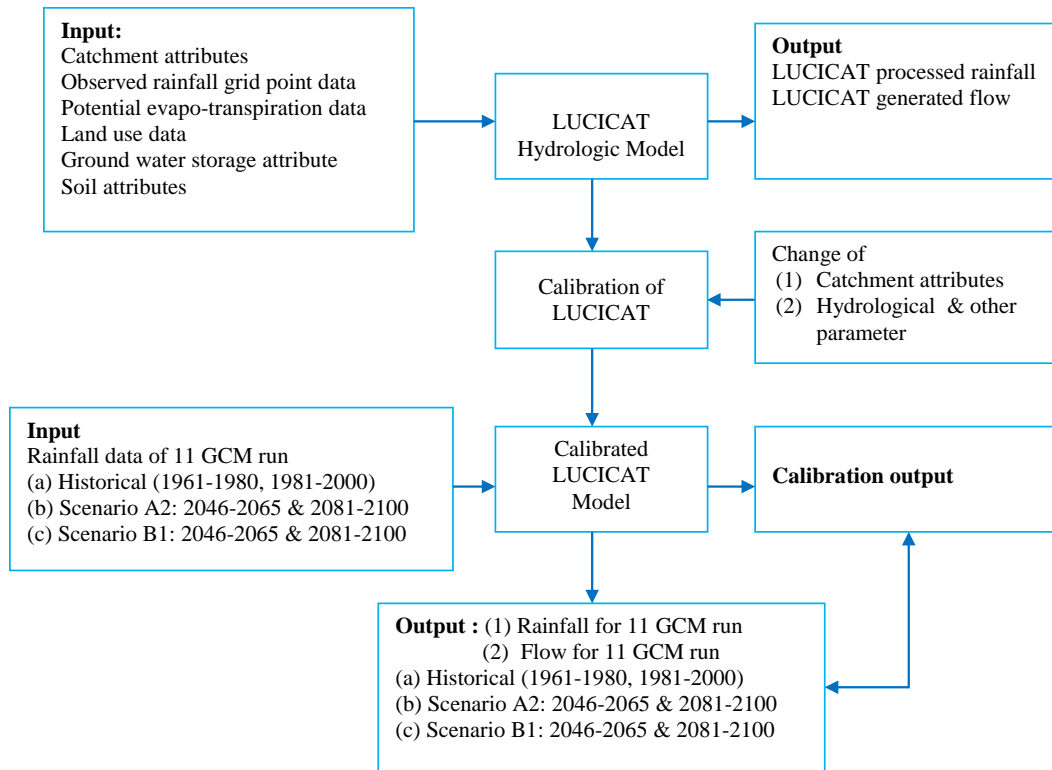 Input:
Catchment attributes
Observed rainfall grid point data
Potential evapo-transpiration data
Land use data
Ground water storage attribute
Soil attributes
LUCICAT
Hydrologic Model
Output
LUCICAT processed rainfall
LUCICAT generated flow
Calibration of
LUCICAT
Change of
(1) Catchment attributes
(2) Hydrological & other
parameter
Input
Rainfall data of 11 GCM run
(a) Historical (1961-1980, 1981-2000)
(b) Scenario A2: 2046-2065 & 2081-2100
(c) Scenario B1: 2046-2065 & 2081-2100
Calibrated
LUCICAT
Model
Calibration output
Output : (1) Rainfall for 11 GCM run
(2) Flow for 11 GCM run
(a) Historical (1961-1980, 1981-2000)
(b) Scenario A2: 2046-2065 & 2081-2100
(c) Scenario B1: 2046-2065 & 2081-2100